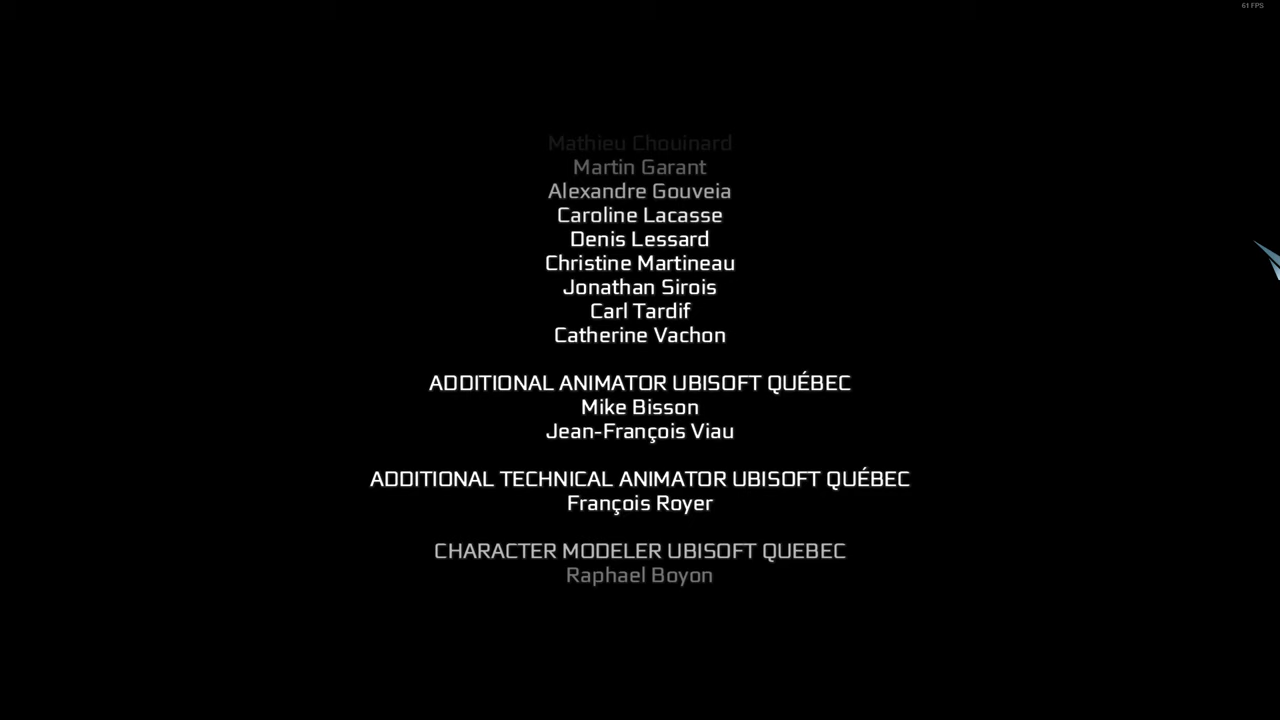 61 FPS
Mathieu Chouinard
Martin Garant
Alexandre Gouveia
Caroline Lacasse
Denis Lessard
Christine Martineau
Jonathan Sirois
Carl Tardif
Catherine Vachon
ADDITIONAL ANIMATOR UBISOFT QUÉBEC
Mike Bisson
Jean-François Viau
ADDITIONAL TECHNICAL ANIMATOR UBISOFT QUÉBEC
François Royer
CHARACTER MODELER UBISOFT QUEBEC
Raphael Boyon